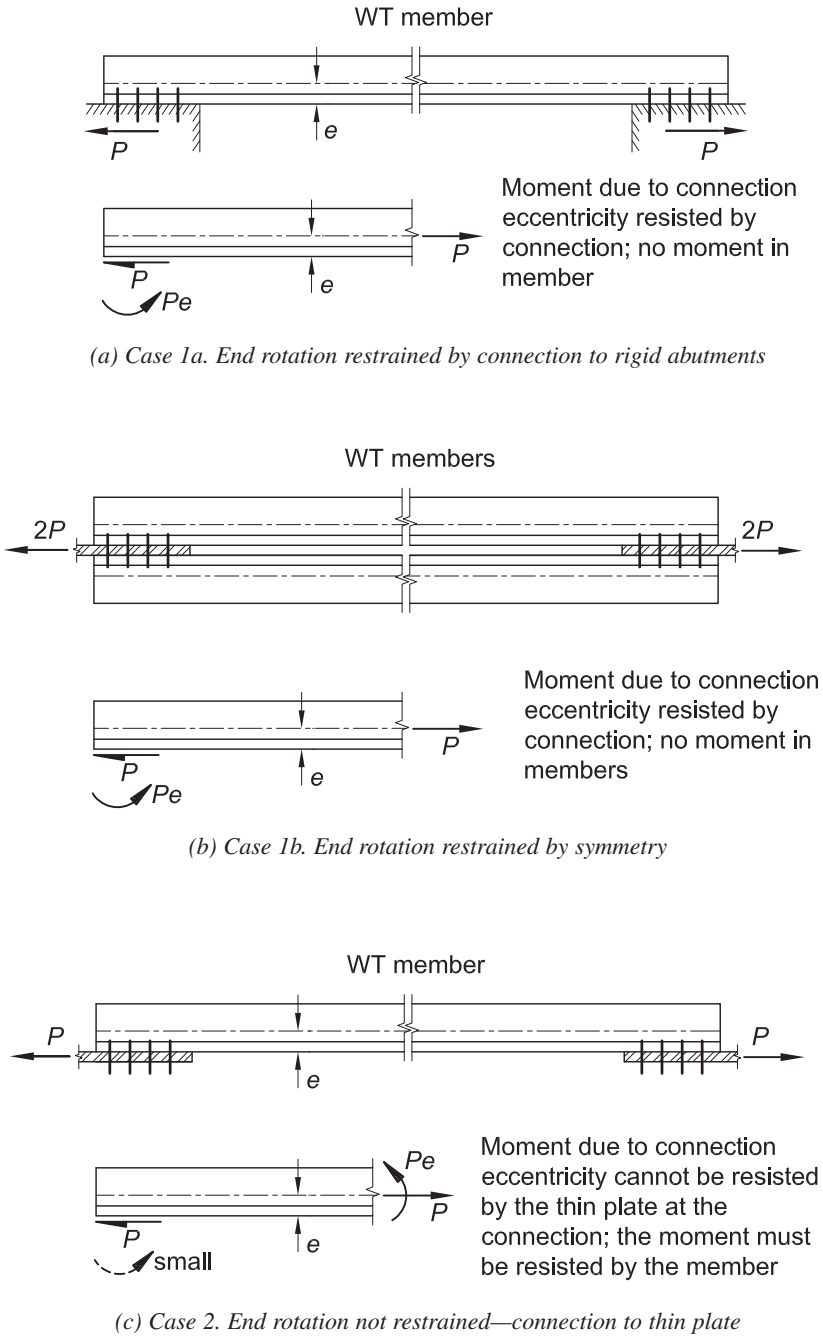 WT member
e
P
P
P
P
Pe
e
Moment due to connection
eccentricity resisted by
connection; no moment in
member
(a) Case 1a. End rotation restrained by connection to rigid abutments
WT members
2P
2P
P
P
Pe
e
Moment due to connection
eccentricity resisted by
connection; no moment in
members
(b) Case 1b. End rotation restrained by symmetry
WT member
P
P
e
Pe
P
P
small
e
Moment due to connection
eccentricity cannot be resisted
by the thin plate at the
connection; the moment must
be resisted by the member
(c) Case 2. End rotation not restrained—connection to thin plate